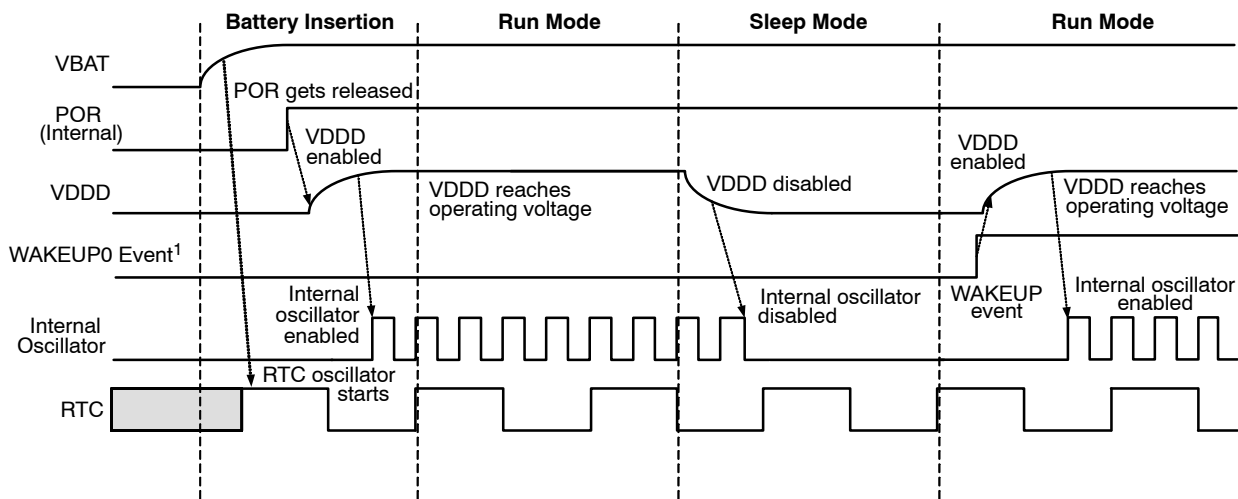 Battery Insertion
Run Mode
Sleep Mode
Run Mode
VBAT
POR gets released
POR
(Internal)
VDDD
enabled
VDDD
enabled
VDDD
VDDD reaches
operating voltage
VDDD disabled
VDDD reaches
operating voltage
WAKEUP0 Event¹
Internal
oscillator
enabled
Internal oscillator
disabled
WAKEUP
event
Internal oscillator
enabled
Internal
Oscillator
RTC oscillator
starts
RTC